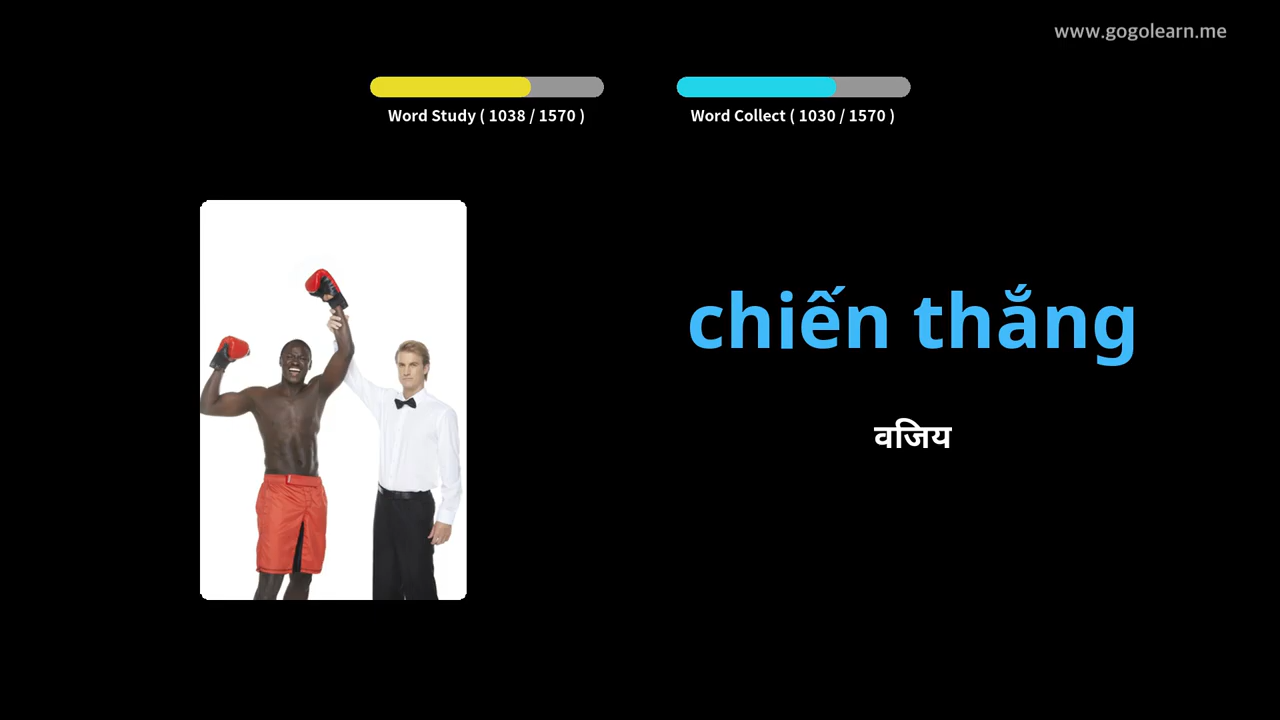 www.gogolearn.me
Word Study ( 1038 / 1570 )
Word Collect ( 1030 / 1570 )
chiến thắng
वजिय